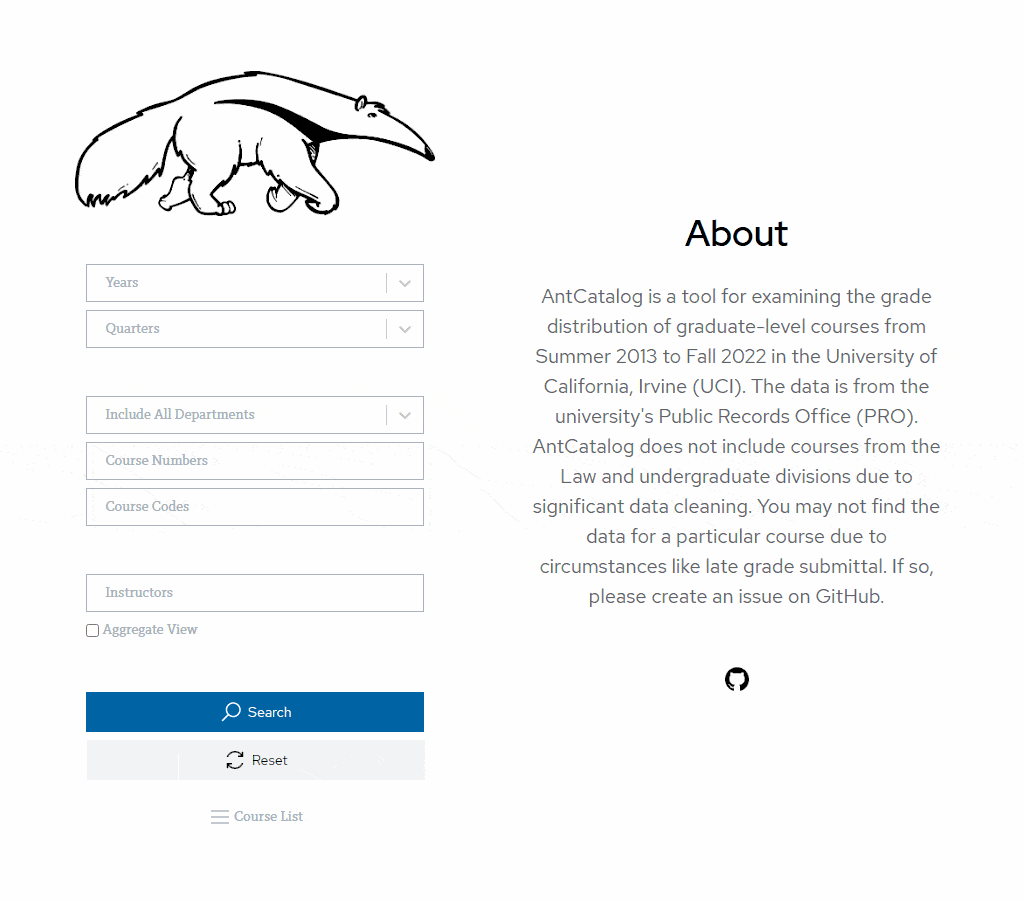 Years
Quarters
Include All Departments
Course Numbers
Course Codes
Instructors
Aggregate View
Search
Reset
Course List
About
AntCatalog is a tool for examining the grade
distribution of graduate-level courses from
Summer 2013 to Fall 2022 in the University of
California, Irvine (UCI). The data is from the
university's Public Records Office (PRO).
AntCatalog does not include courses from the
Law and undergraduate divisions due to
significant data cleaning. You may not find the
data for a particular course due to
circumstances like late grade submittal. If so,
please create an issue on GitHub.